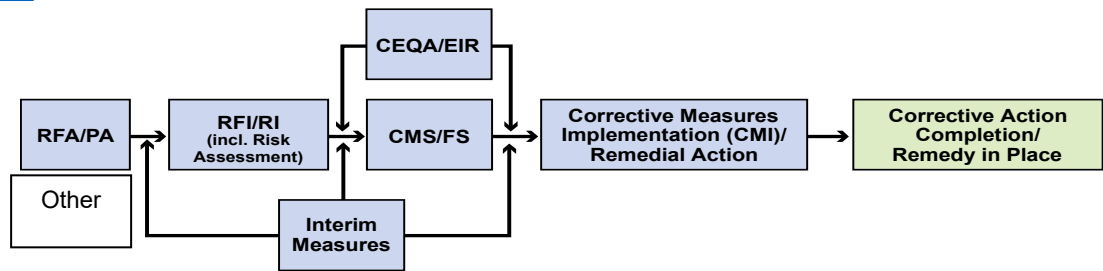 CEQA/EIR
RFA/PA
RFI/RI
(incl. Risk
Assessment)
CMS/FS
Corrective Measures
Implementation (CMI)/
Remedial Action
Corrective Action
Completion/
Remedy in Place
Other
Interim
Measures